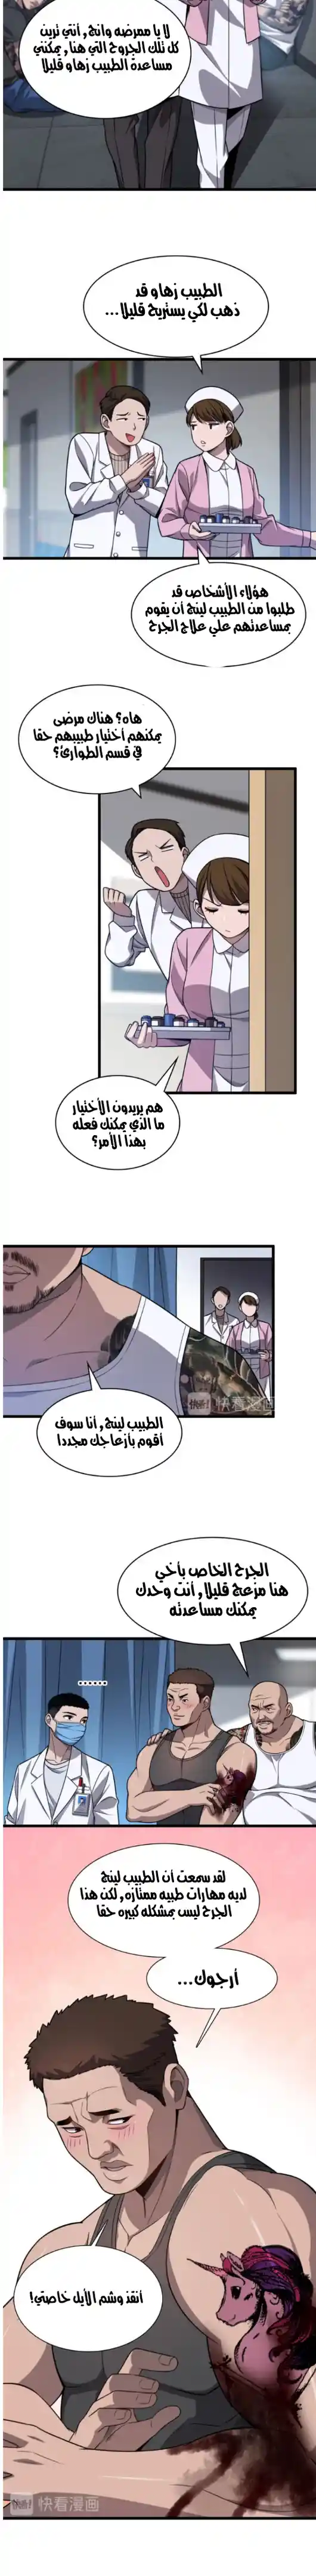 لا يا ممرضه وانج, أنتي ترين
كل تلك الجروح التي هنا, يمكنني
مساعدة الطبيب زهاو قليلا
الطبيب زهاو قد
ذهب لكي يستريح قليلا...
هؤلاء الأشخاص قد
طلبوا من الطبيب لينج أن يقوم
بمساعدتهم علي علاج الجرح
هاه؟ هناك مرضى
يمكنهم أختيار طبيبهم حقا
في قسم الطوارئ؟
هم يريدون الأختيار
ما الذي يمكنك فعله
بهذا الأمر؟
快看漫画
الطبيب لينج, أنا سوف
أقوم بأزعاجك مجددا
الجرح الخاص بأخي
هنا مزعج قليلا, أنت وحدك
يمكنك مساعدته
......
لقد سمعت أن الطبيب لينج
لديه مهارات طبيه ممتازه, لكن هذا
الجرح ليس بمشكله كبيره حقا
أرجوك...
أنقذ وشم الأيل خاصتي!
快看漫画